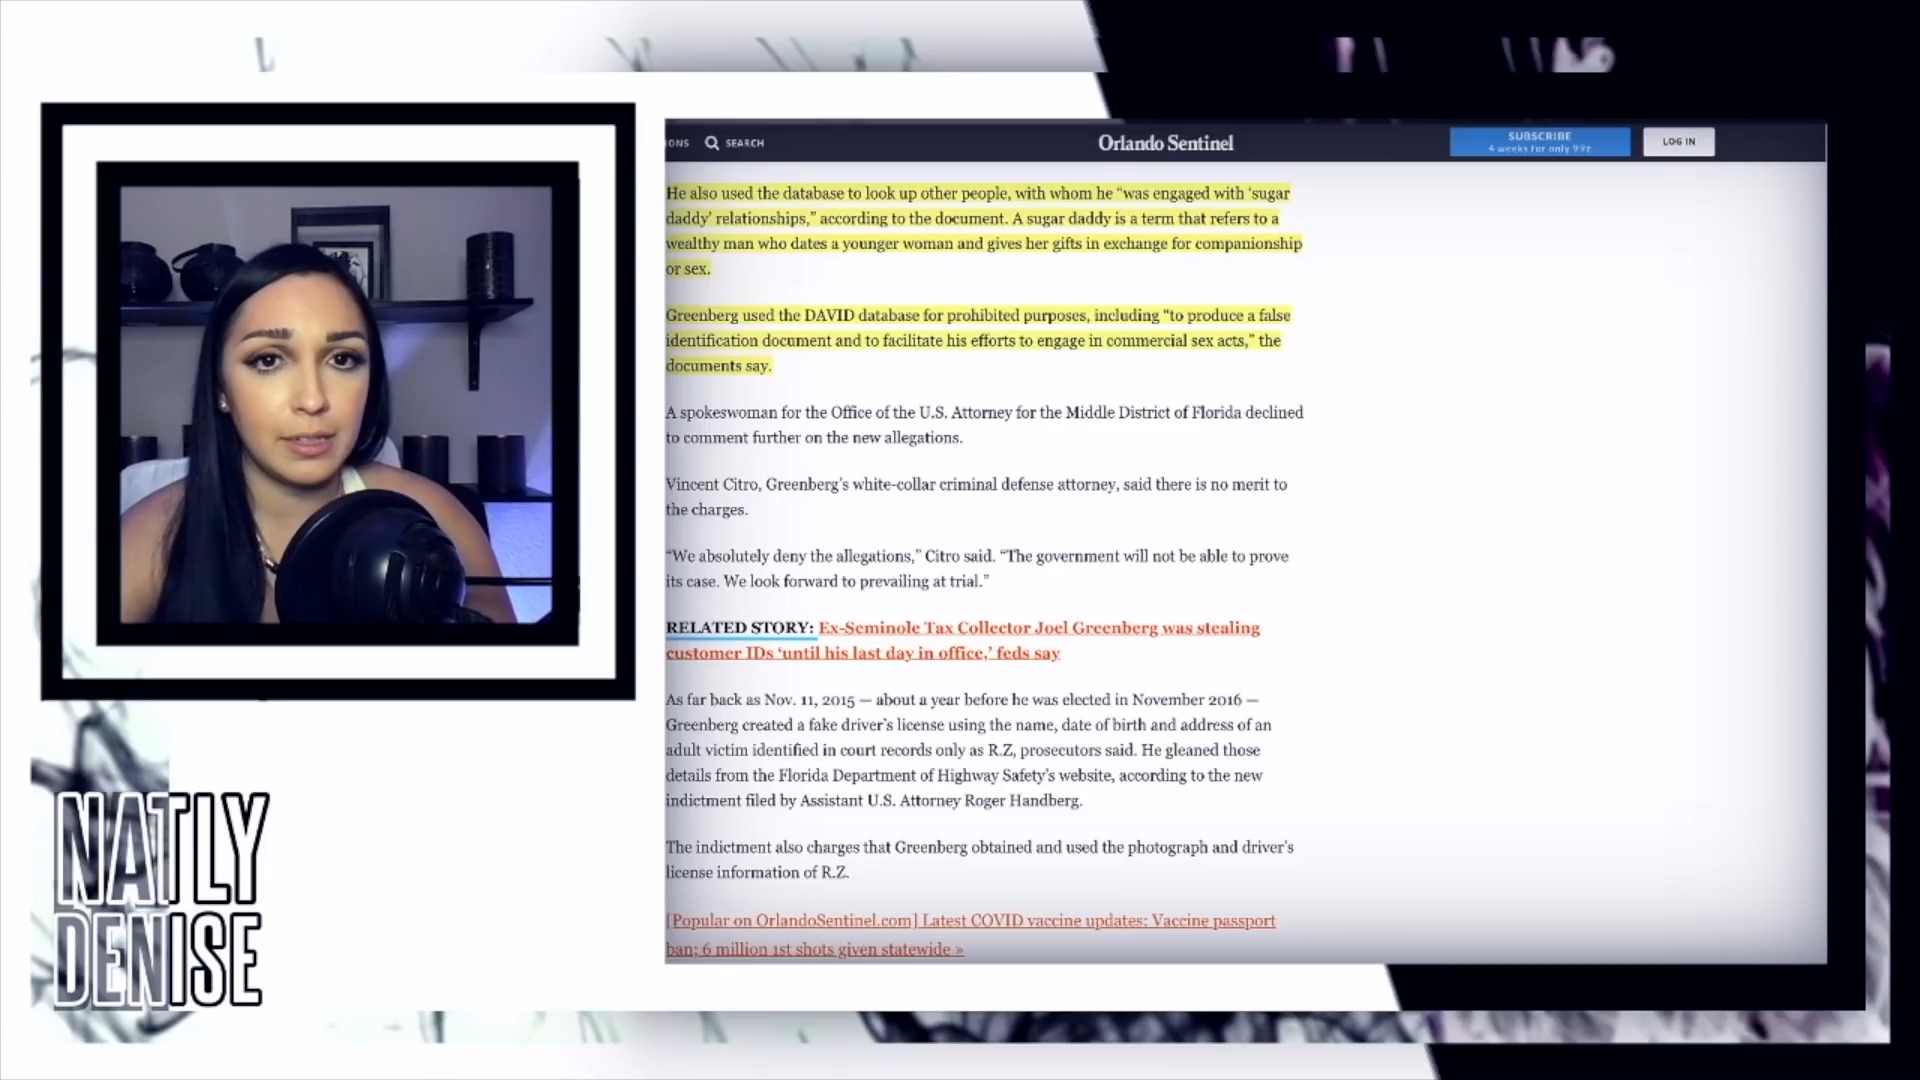 IONS SEARCH
Orlando Sentinel
SUBSCRIBE
4 weeks for only 99¢
LOG IN
He also used the database to look up other people, with whom he “was engaged with ‘sugar
daddy’ relationships,” according to the document. A sugar daddy is a term that refers to a
wealthy man who dates a younger woman and gives her gifts in exchange for companionship
or sex.
Greenberg used the DAVID database for prohibited purposes, including “to produce a false
identification document and to facilitate his efforts to engage in commercial sex acts,” the
documents say.
A spokeswoman for the Office of the U.S. Attorney for the Middle District of Florida declined
to comment further on the new allegations.
Vincent Citro, Greenberg’s white-collar criminal defense attorney, said there is no merit to
the charges.
“We absolutely deny the allegations,” Citro said. “The government will not be able to prove
its case. We look forward to prevailing at trial.”
RELATED STORY: Ex-Seminole Tax Collector Joel Greenberg was stealing
customer IDs ‘until his last day in office,’ feds say
As far back as Nov. 11, 2015 — about a year before he was elected in November 2016 —
Greenberg created a fake driver’s license using the name, date of birth and address of an
adult victim identified in court records only as R.Z, prosecutors said. He gleaned those
details from the Florida Department of Highway Safety’s website, according to the new
indictment filed by Assistant U.S. Attorney Roger Handberg.
The indictment also charges that Greenberg obtained and used the photograph and driver’s
license information of R.Z.
[Popular on OrlandoSentinel.com] Latest COVID vaccine updates: Vaccine passport
ban; 6 million 1st shots given statewide »
NATLY
DENISE